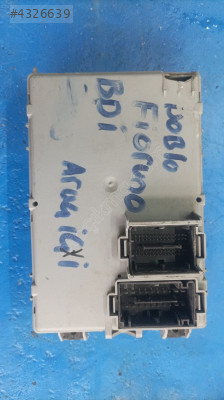 #4326639
DOBlo
Fiorino
BDİ
Araç içi